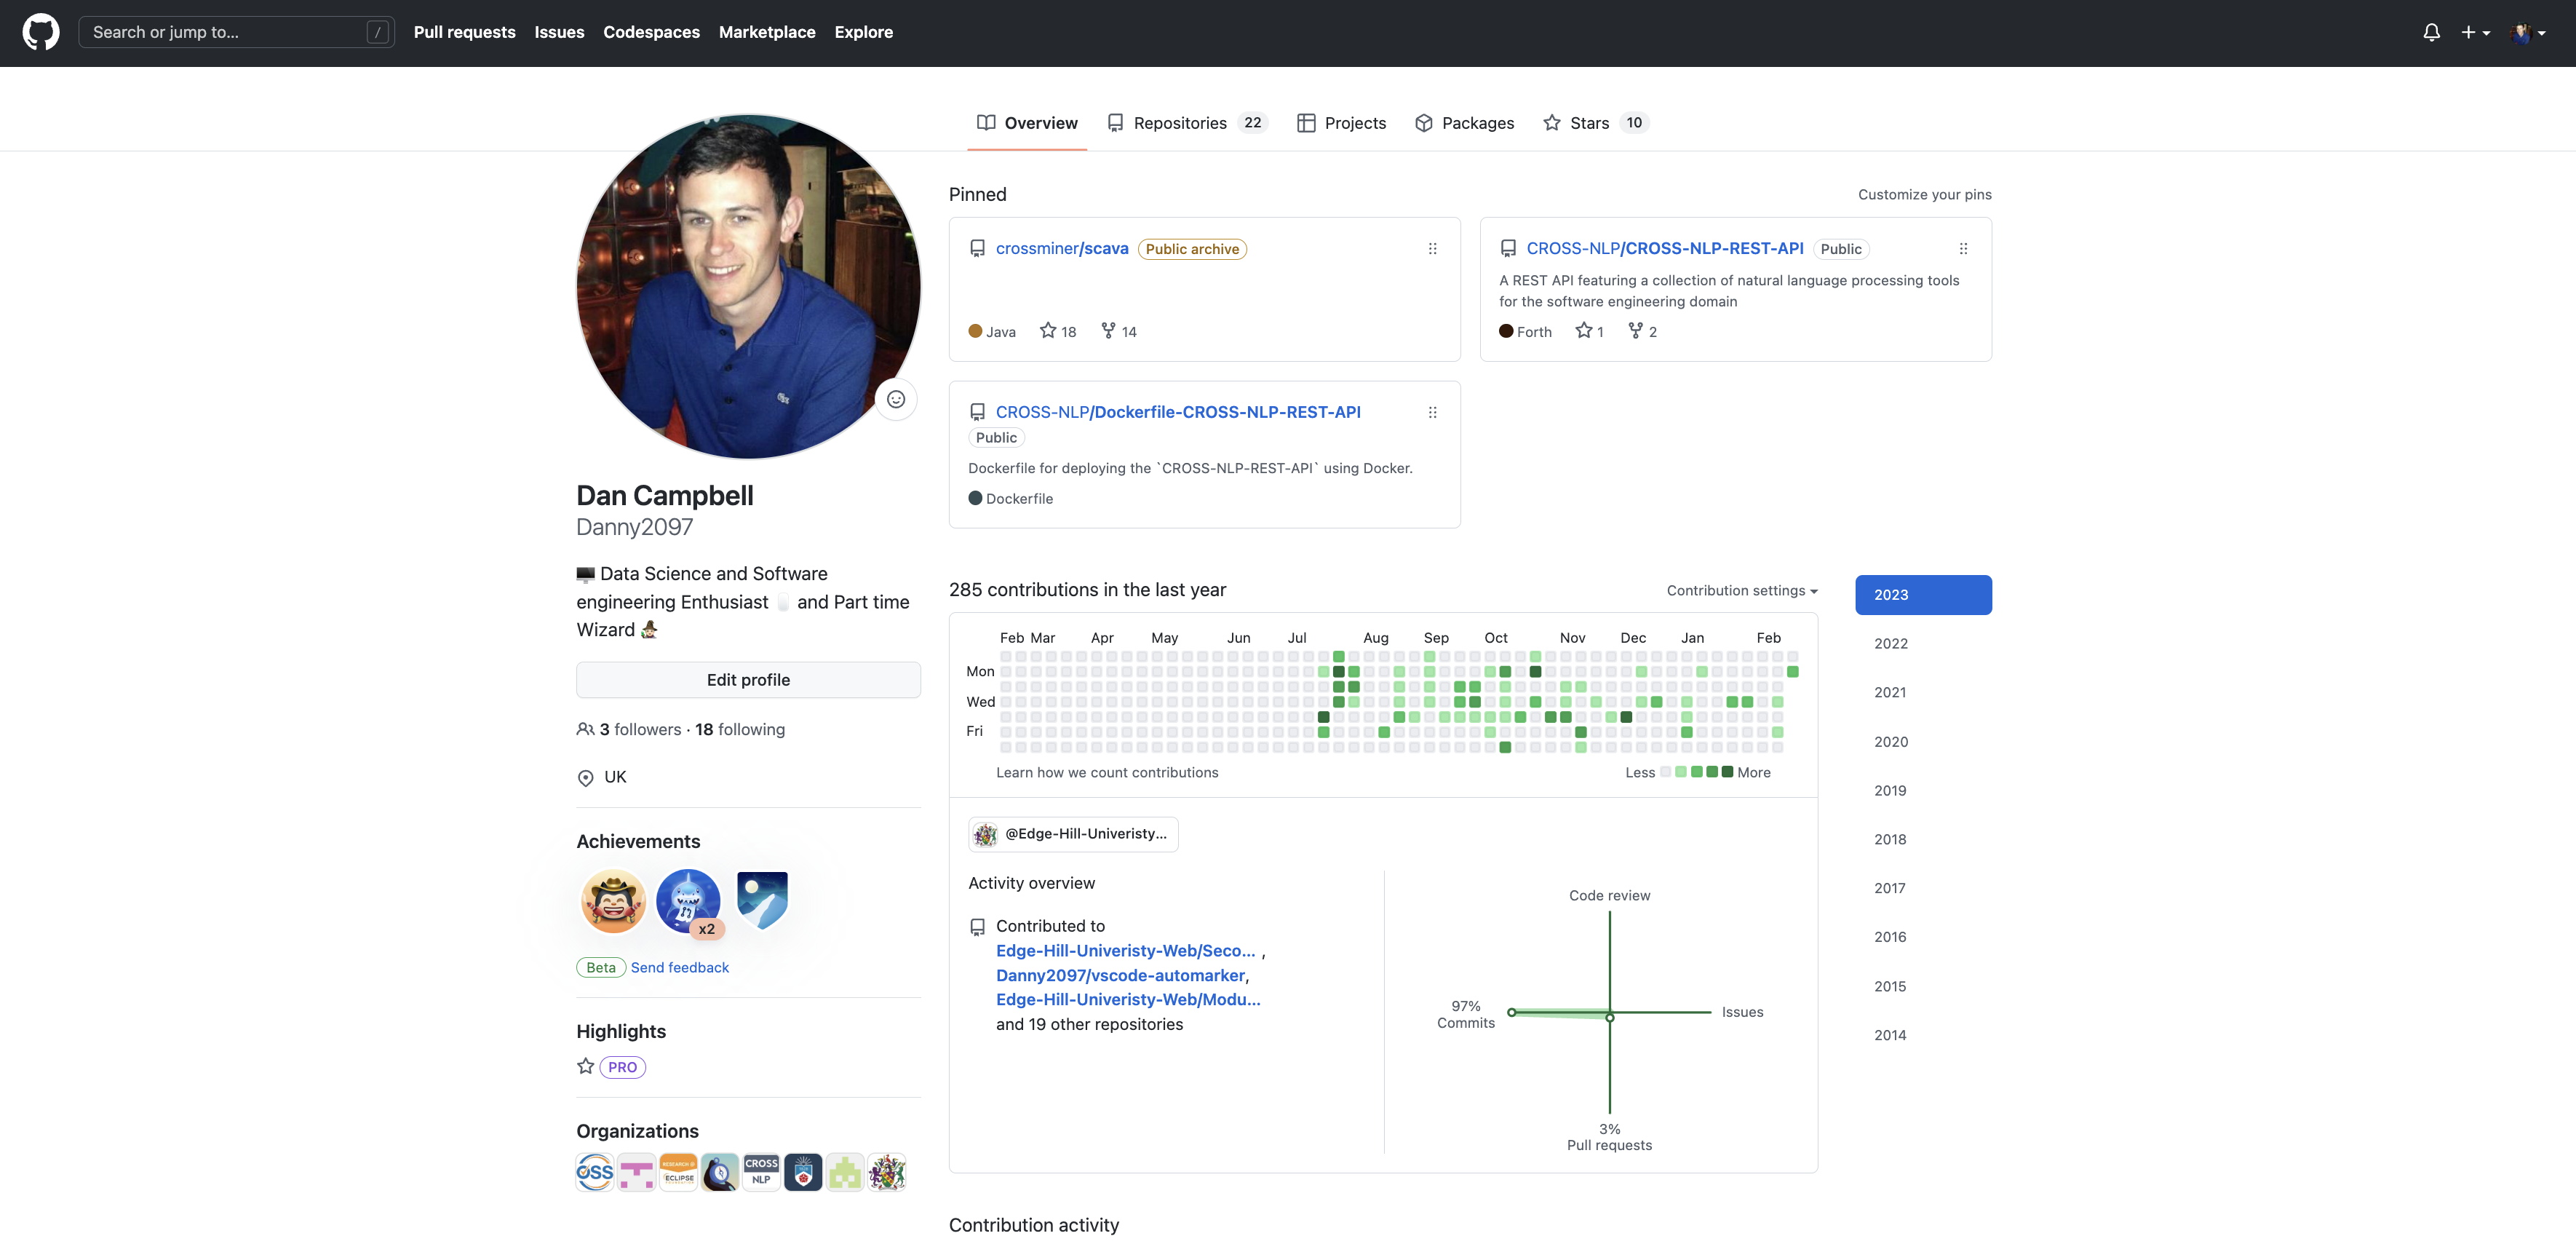 Search or jump to...
/
Pull requests
Issues
Codespaces
Marketplace
Explore
Overview
Repositories 22
Projects
Packages
Stars 10
Dan Campbell
Danny2097
Data Science and Software
engineering Enthusiast and Part time
Wizard
Edit profile
3 followers · 18 following
UK
Achievements
x2
Beta Send feedback
Highlights
PRO
Organizations
OSS
RESEARCH @
ECLIPSE
CROSS
NLP
Pinned
Customize your pins
crossminer/scava Public archive
Java 18 14
CROSS-NLP/CROSS-NLP-REST-API Public
A REST API featuring a collection of natural language processing tools
for the software engineering domain
Forth 1 2
CROSS-NLP/Dockerfile-CROSS-NLP-REST-API
Public
Dockerfile for deploying the `CROSS-NLP-REST-API` using Docker.
Dockerfile
285 contributions in the last year
Contribution settings
Feb Mar Apr May Jun Jul Aug Sep Oct Nov Dec Jan Feb
Mon
Wed
Fri
Learn how we count contributions
Less More
@Edge-Hill-Univeristy...
Activity overview
Contributed to
Edge-Hill-Univeristy-Web/Seco... ,
Danny2097/vscode-automarker,
Edge-Hill-Univeristy-Web/Modu...
and 19 other repositories
Code review
97%
Commits
Issues
3%
Pull requests
2023
2022
2021
2020
2019
2018
2017
2016
2015
2014
Contribution activity